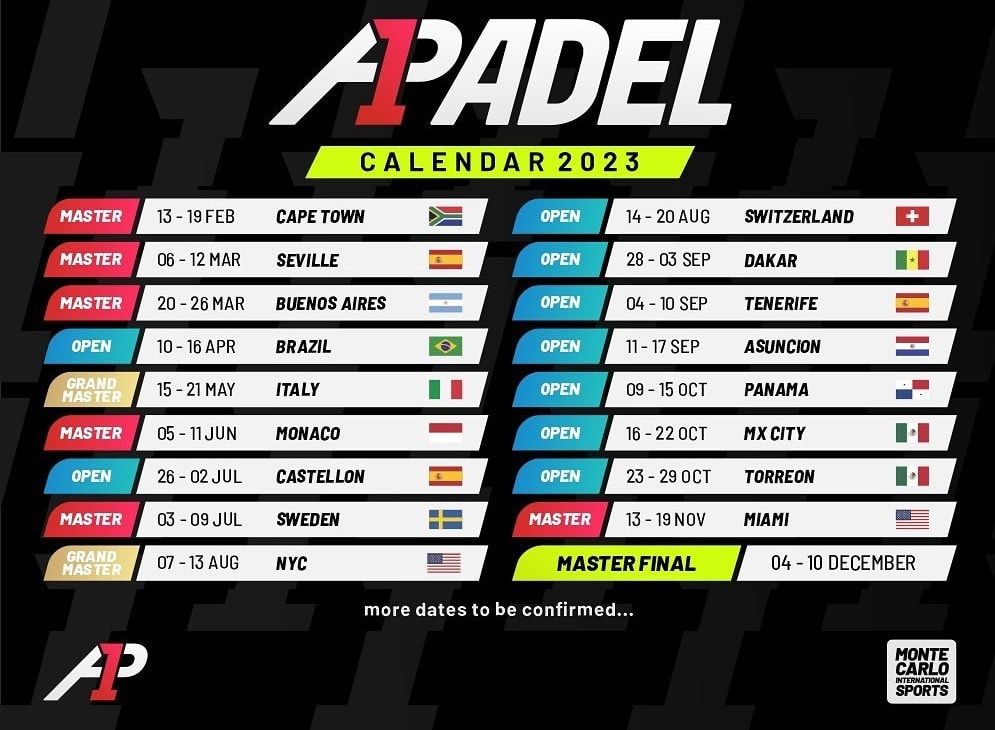 A1PADEL
CALENDAR 2023
MASTER 13 - 19 FEB CAPE TOWN
MASTER 06 - 12 MAR SEVILLE
MASTER 20 - 26 MAR BUENOS AIRES
OPEN 10 - 16 APR BRAZIL
GRAND
MASTER 15 - 21 MAY ITALY
MASTER 05 - 11 JUN MONACO
OPEN 26 - 02 JUL CASTELLON
MASTER 03 - 09 JUL SWEDEN
GRAND
MASTER 07 - 13 AUG NYC
OPEN 14 - 20 AUG SWITZERLAND
OPEN 28 - 03 SEP DAKAR
OPEN 04 - 10 SEP TENERIFE
OPEN 11 - 17 SEP ASUNCION
OPEN 09 - 15 OCT PANAMA
OPEN 16 - 22 OCT MX CITY
OPEN 23 - 29 OCT TORREON
MASTER 13 - 19 NOV MIAMI
MASTER FINAL 04 - 10 DECEMBER
more dates to be confirmed...
A1P
MONTE
CARLO
INTERNATIONAL
SPORTS